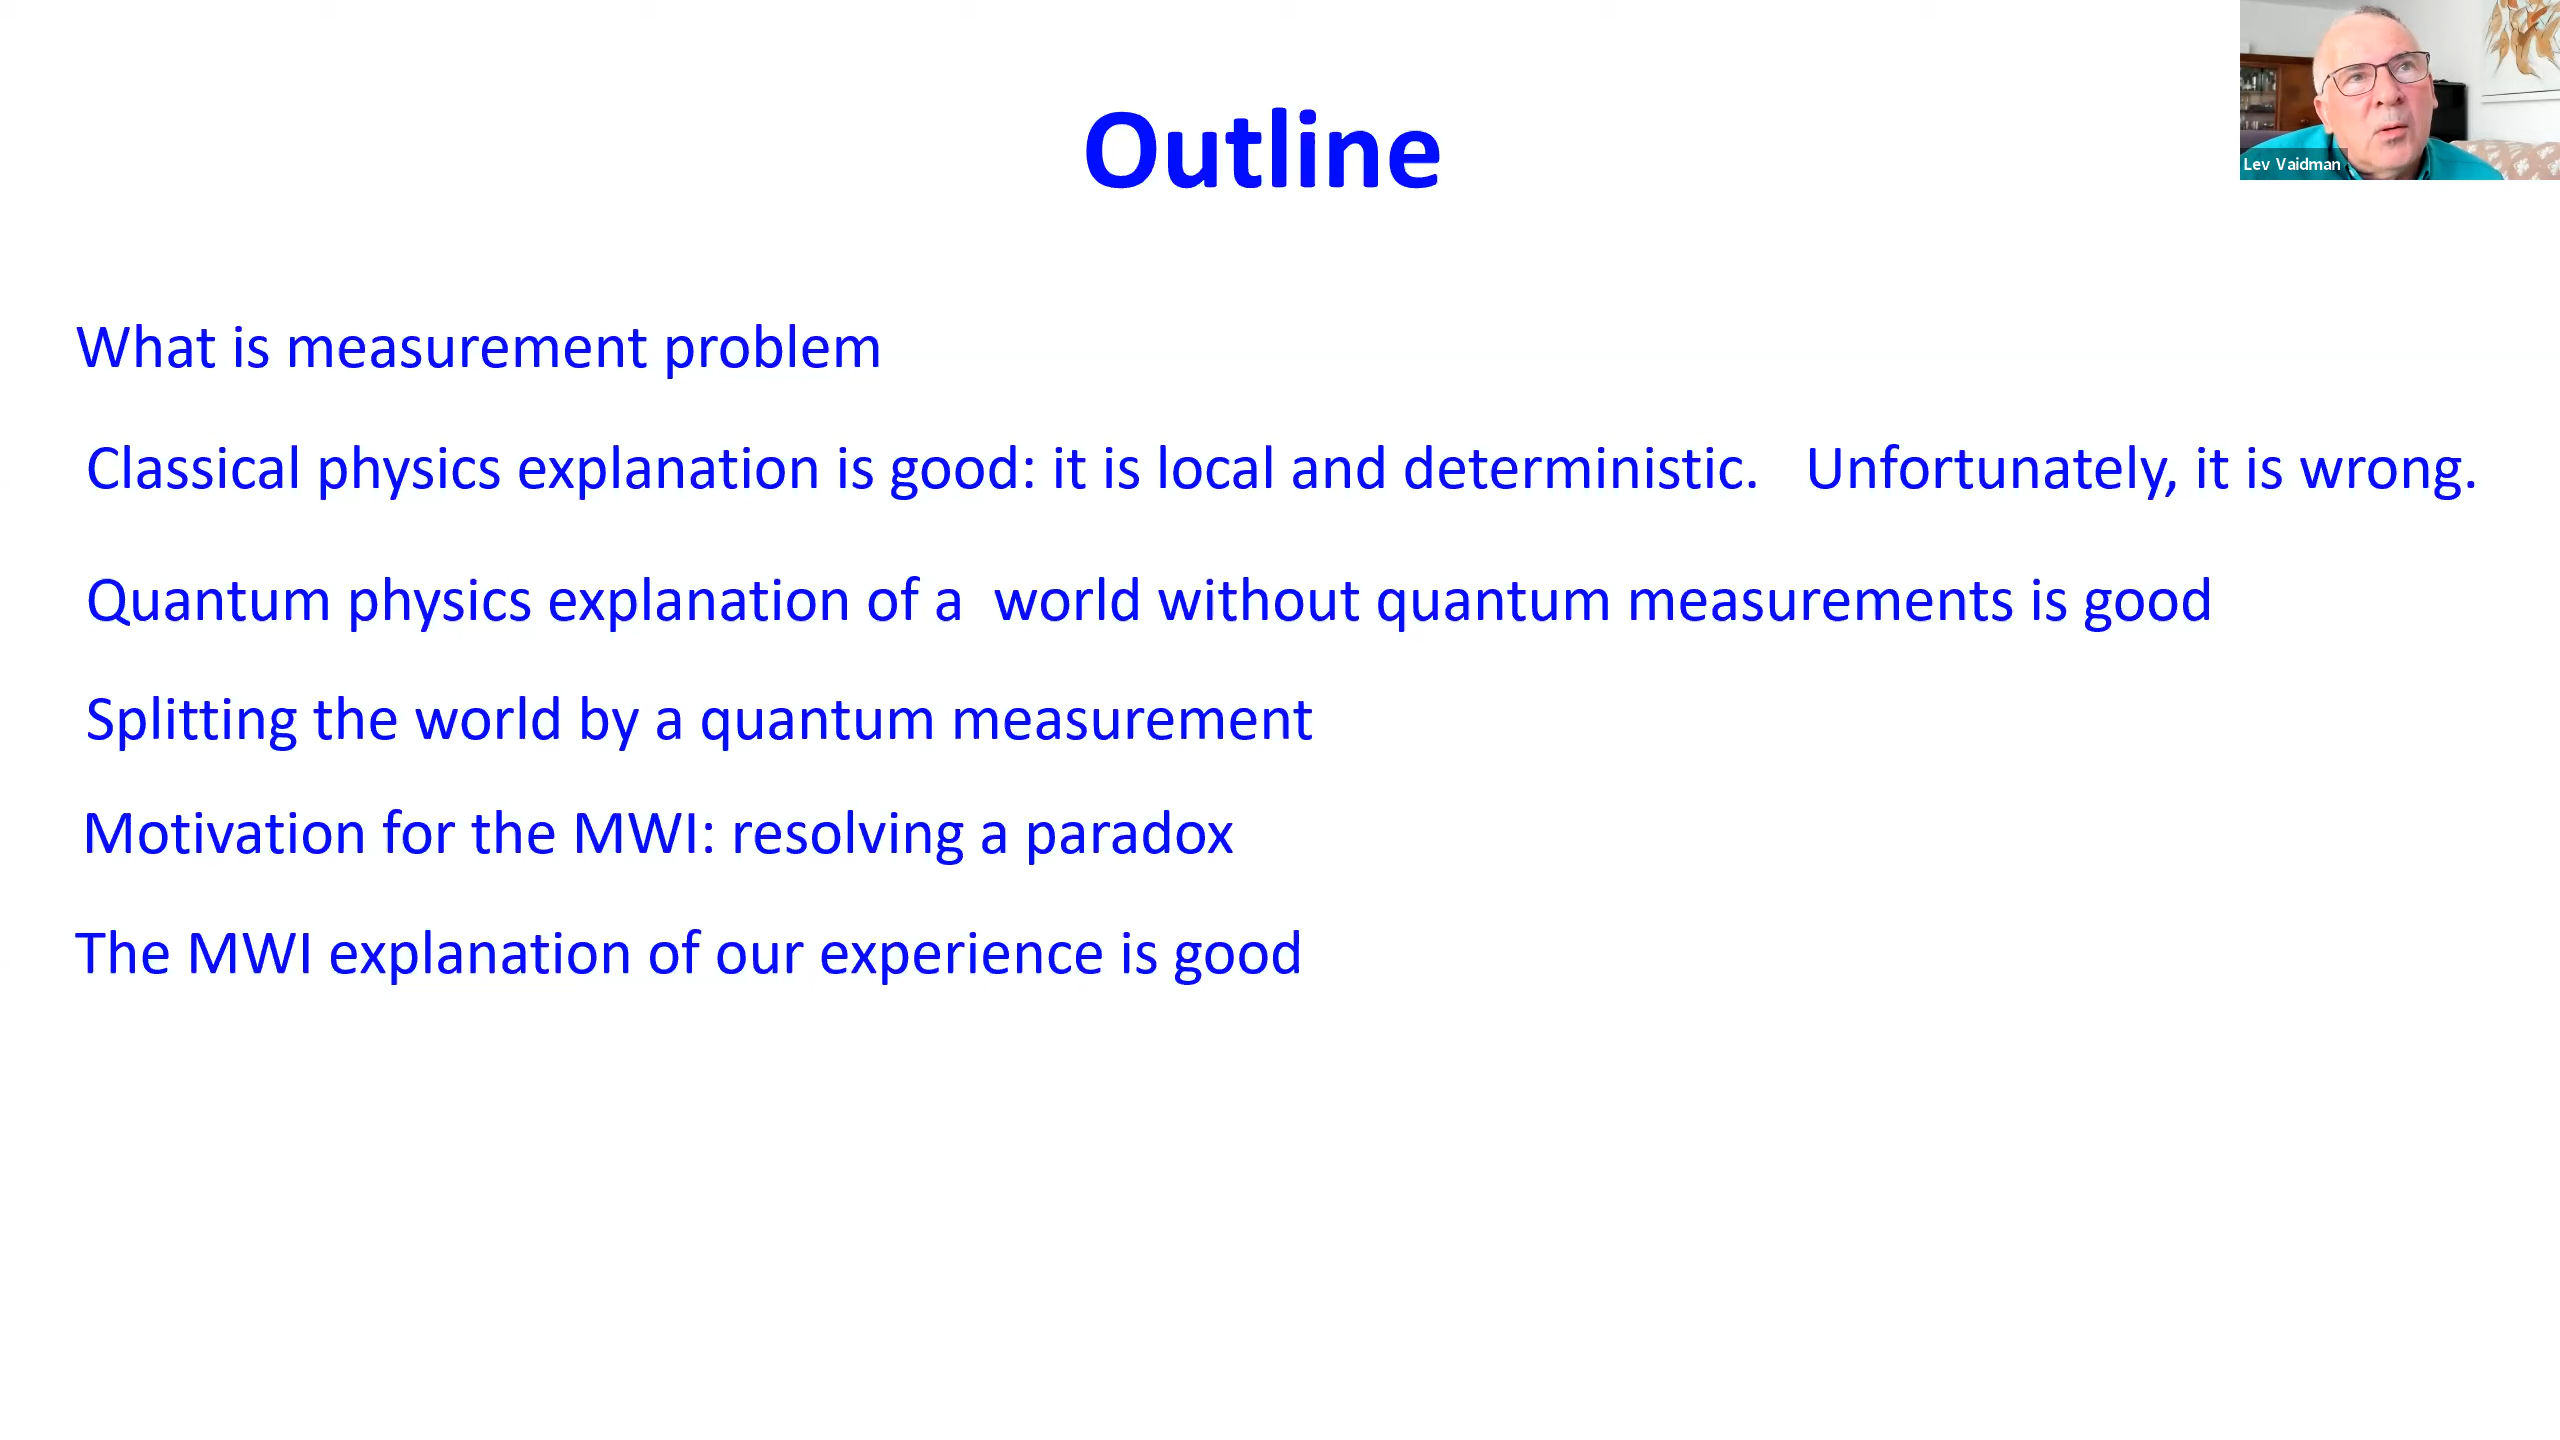 Outline
Lev Vaidman
What is measurement problem
Classical physics explanation is good: it is local and deterministic. Unfortunately, it is wrong.
Quantum physics explanation of a world without quantum measurements is good
Splitting the world by a quantum measurement
Motivation for the MWI: resolving a paradox
The MWI explanation of our experience is good